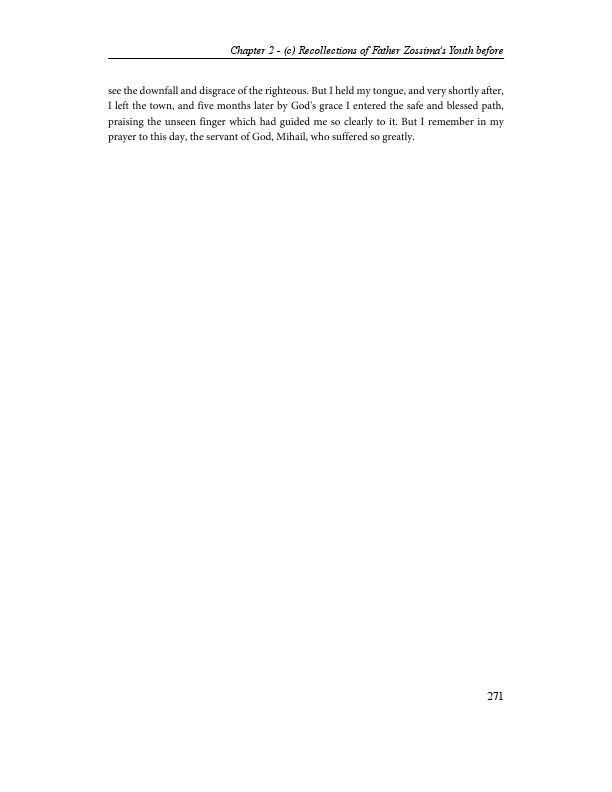 Chapter 2 - (c) Recollections of Father Zossima's Youth before
see the downfall and disgrace of the righteous. But I held my tongue, and very shortly after,
I left the town, and five months later by God's grace I entered the safe and blessed path,
praising the unseen finger which had guided me so clearly to it. But I remember in my
prayer to this day, the servant of God, Mihail, who suffered so greatly.
271